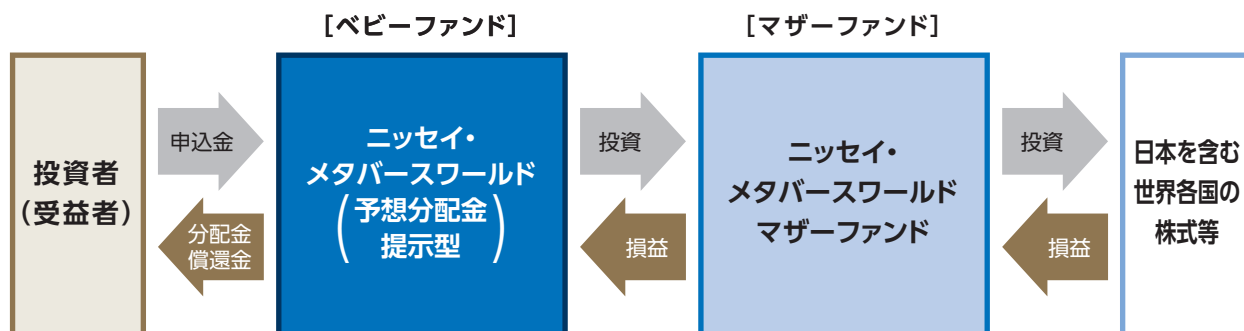 [ベビーファンド]
[マザーファンド]
投資者
(受益者)
申込金
分配金
償還金
ニッセイ・
メタバースワールド
(予想分配金
提示型)
投資
損益
ニッセイ・
メタバースワールド
マザーファンド
投資
損益
日本を含む
世界各国の
株式等